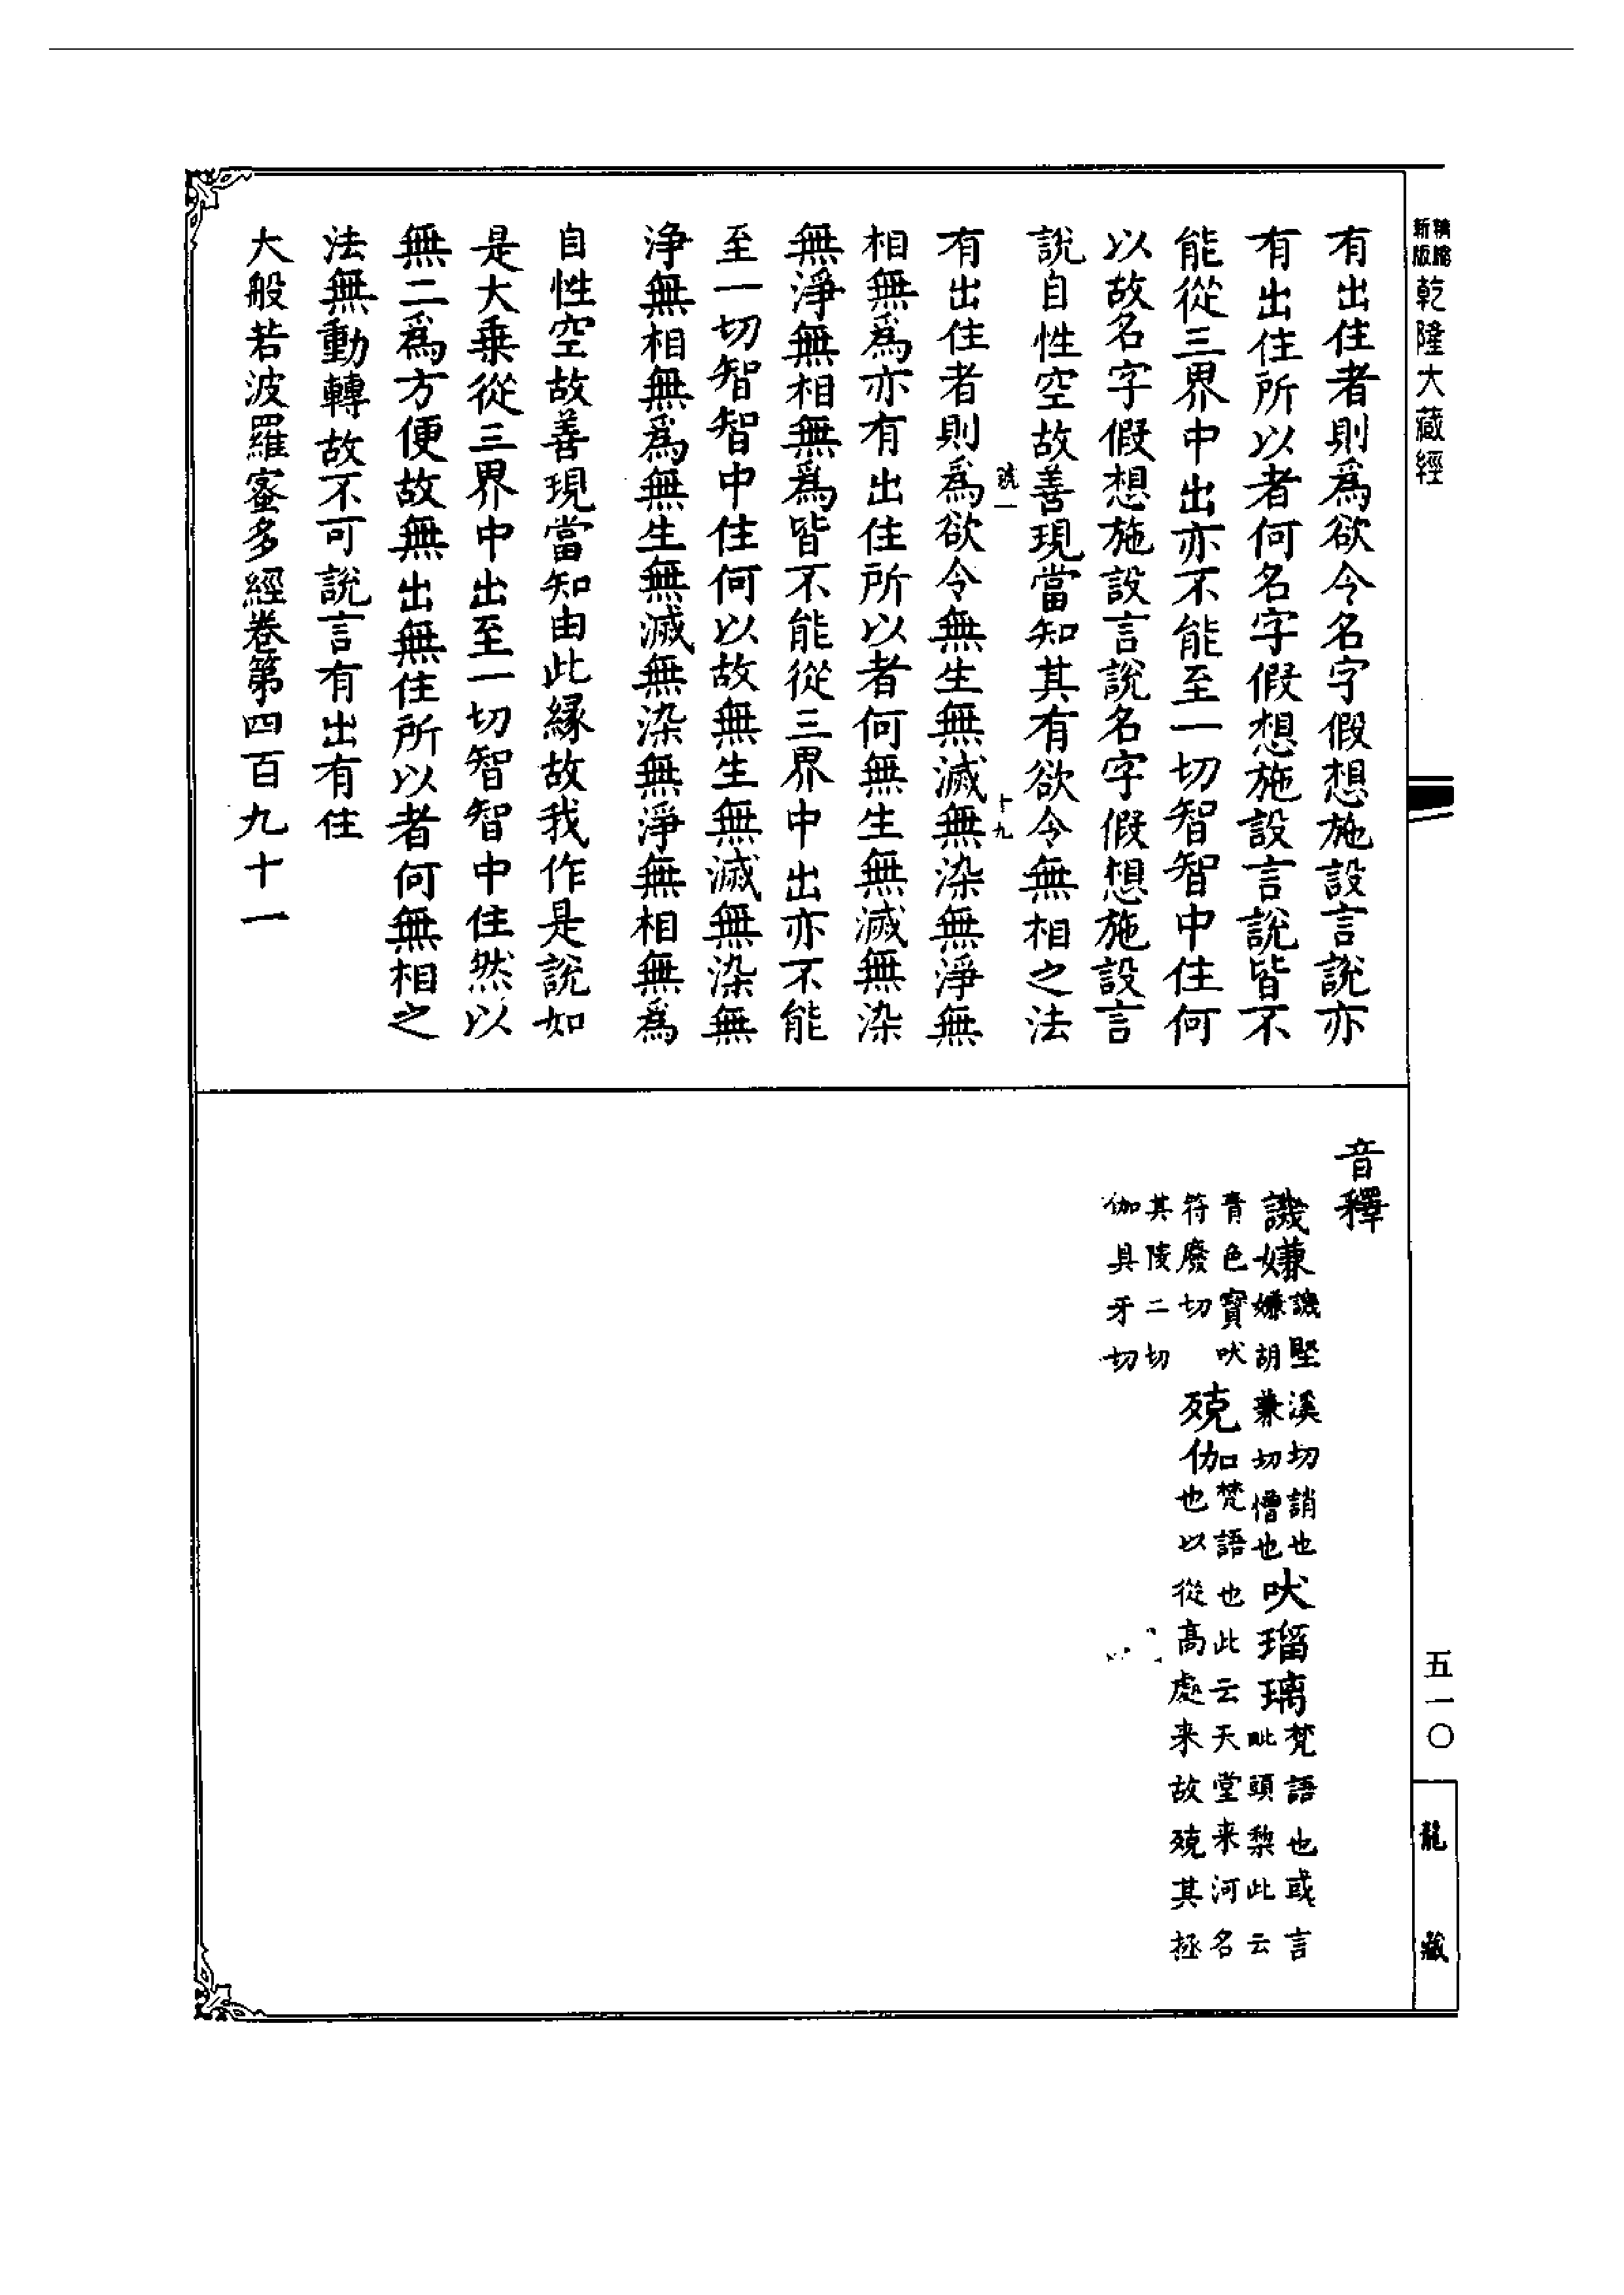 新版
乾隆大藏經
有出住者則爲欲令名字假想施設言說亦
有出住所以者何名字假想施設言說皆不
能從三界中出亦不能至一切智智中住何
以故名字假想施設言說名字假想施設言
說自性空故善現當知其有欲令無相之法
十九
有出住者則爲欲令無生無滅無染無淨無
相無爲亦有出住所以者何無生無滅無染
無淨無相無爲皆不能從三界中出亦不能
至一切智智中住何以故無生無滅無染無
淨無相無爲無生無滅無染無淨無相無爲
自性空故善現當知由此緣故我作是說如
是大乘從三界中出至一切智智中住然以
無二爲方便故無出無住所以者何無相之
法無動轉故不可說言有出有住
大般若波羅蜜多經卷第四百九十一
音釋
譏嫌
譏堅溪切誚也
嫌胡兼切憎也
吠瑠璃
梵語也或言
毗頭梨此云
青色寶吠
符廢切
殑伽
梵語也此云天堂来河名
也以從高處来故殑其極
其陵二切
伽具牙切
五一〇
龍藏